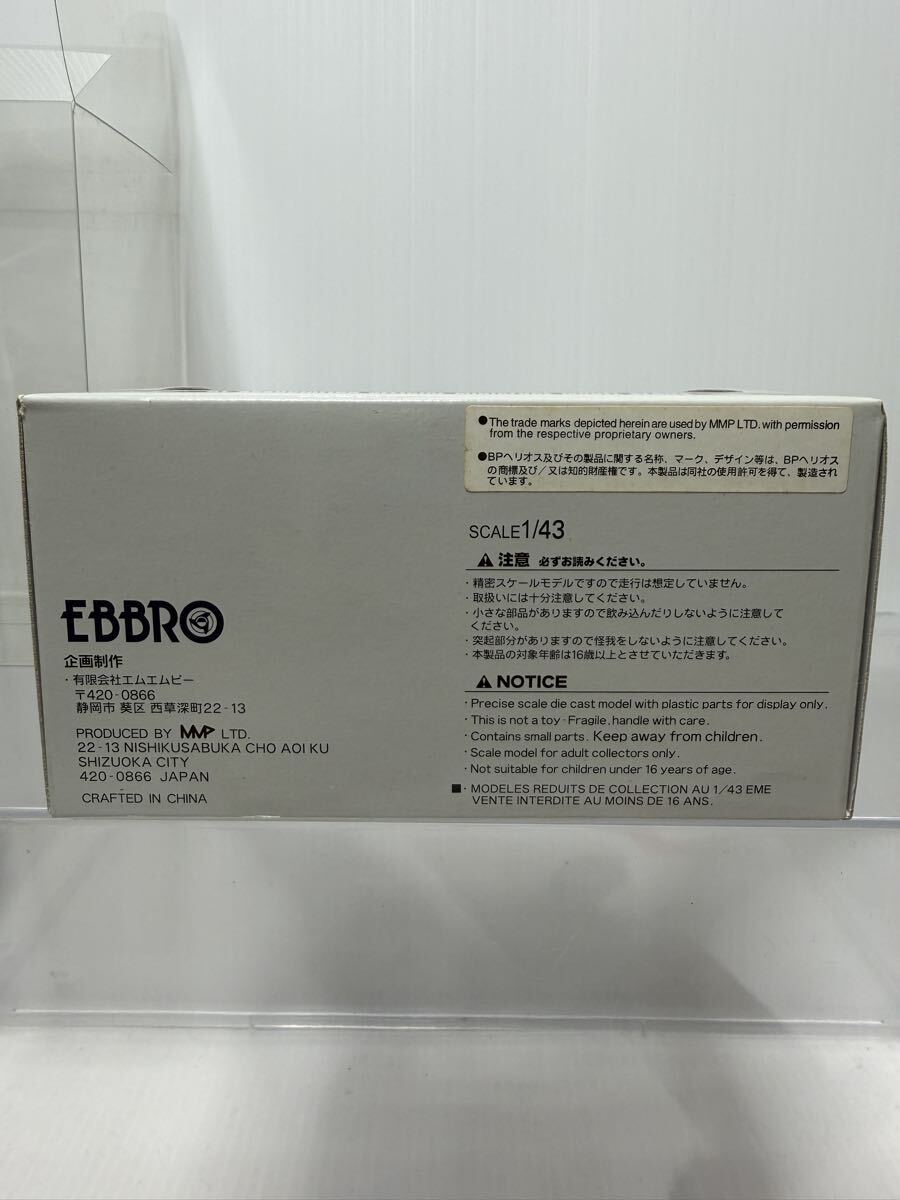 ●The trade marks depicted herein are used by MMP LTD. with permission
from the respective proprietary owners.
●BPヘリオス及びその製品に関する名称、マーク、デザイン等は、BPヘリオス
の商標及び/又は知的財産権です。本製品は同社の使用許可を得て、製造され
ています。
SCALE1/43
⚠注意 必ずお読みください。
・精密スケールモデルですので走行は想定していません。
・取扱いには十分注意してください。
・小さな部品がありますので飲み込んだりしないように注意して
ください。
・突起部分がありますので怪我をしないように注意してください。
・本製品の対象年齢は16歳以上とさせていただきます。
⚠NOTICE
・Precise scale die cast model with plastic parts for display only.
・This is not a toy-Fragile, handle with care.
・Contains small parts. Keep away from children.
・Scale model for adult collectors only.
・Not suitable for children under 16 years of age.
■・MODELES REDUITS DE COLLECTION AU 1/43 EME
VENTE INTERDITE AU MOINS DE 16 ANS.
EBBRO
企画制作
・有限会社エムエムピー
〒420-0866
静岡市 葵区 西草深町22-13
PRODUCED BY MMP LTD.
22-13 NISHIKUSABUKA CHO AOI KU
SHIZUOKA CITY
420-0866 JAPAN
CRAFTED IN CHINA